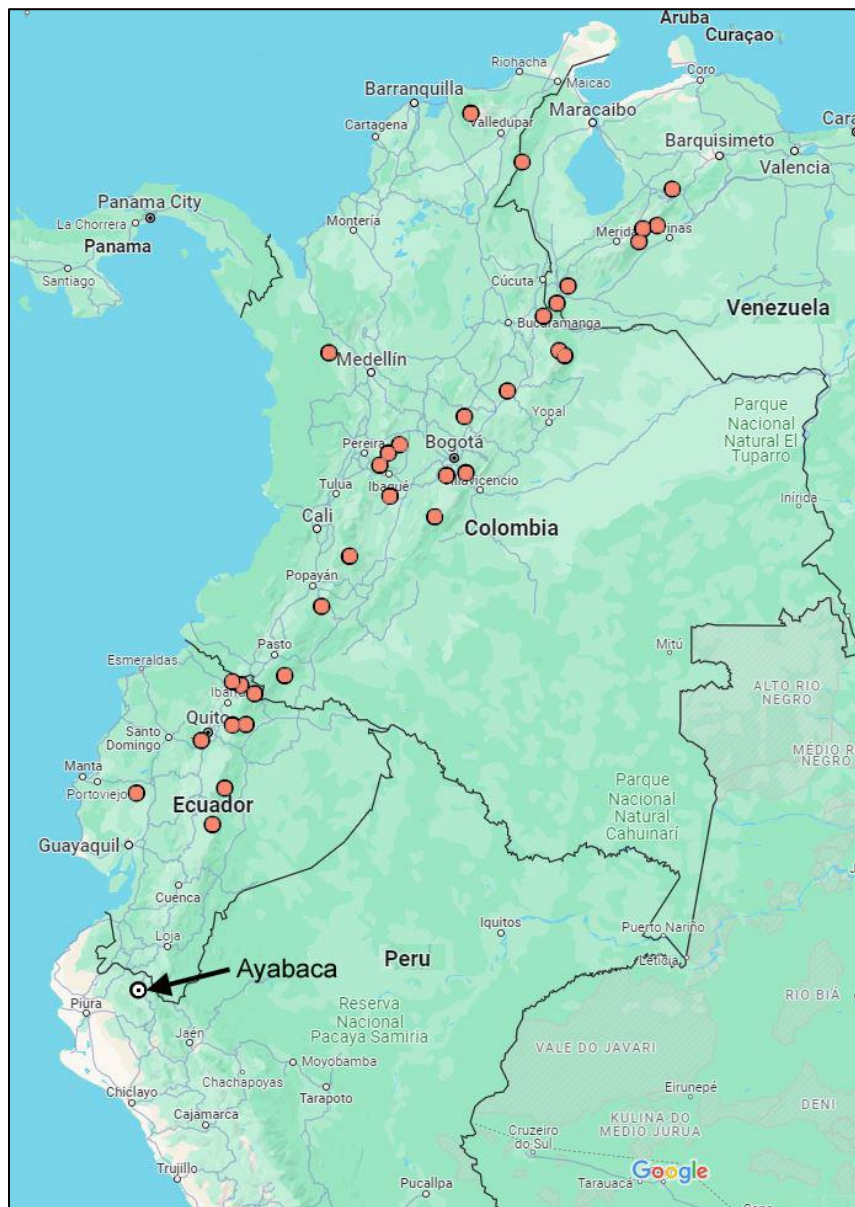 Aruba
Curaçao
Riohacha
Maicao
Coro
Barranquilla
Maracaibo
Cartagena
Valledupar
Barquisimeto
Valencia
Panama City
La Chorrera
Panama
Santiago
Montería
Cúcuta
Venezuela
Bucaramanga
Medellín
Yopal
Parque
Nacional
Natural El
Tuparro
Pereira
Bogotá
Ibagué
Tulua
Inírida
Cali
Colombia
Popayán
Mitú
Pasto
Esmeraldas
ALTO RIO
NEGRO
Quito
Santo
Domingo
Manta
Portoviejo
Ecuador
Parque
Nacional
Natural
Cahuinarí
Guayaquil
Cuenca
Iquitos
Puerto Nariño
Leticia
Loja
Peru
Ayabaca
Piura
Reserva
Nacional
Pacaya Samiria
RIO BIÁ
Jaén
VALE DO JAVARI
Moyobamba
Chachapoyas
Tarapoto
Eirunepé
Chiclayo
DENI
Cajamarca
KULINA DO
MEDIO JURUA
Cruzeiro
do Sul
Google
Trujillo
Pucallpa
Tarauacá